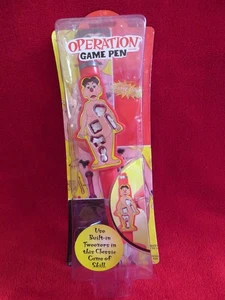 OPERATION
GAME PEN
Use
Built-in
Tweezers in
this Classic
Game of
Skill.